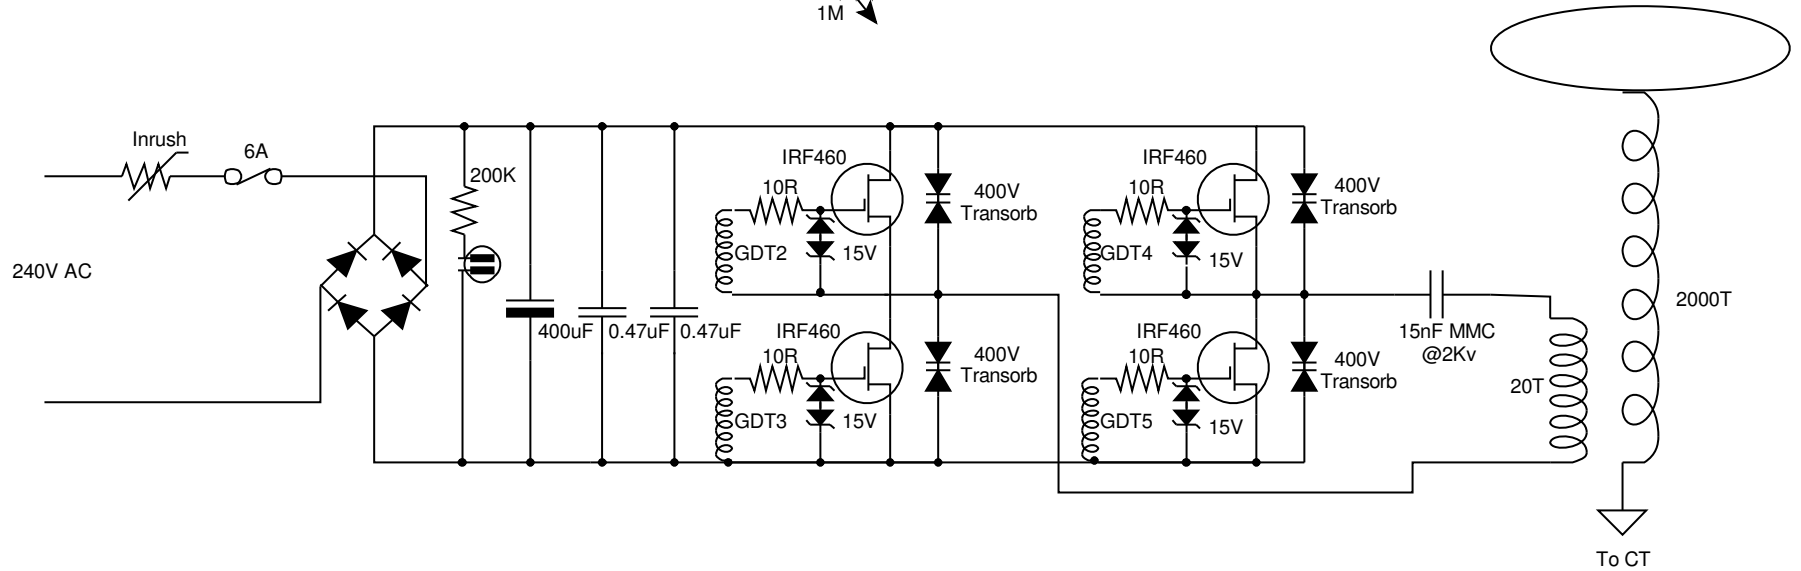 1M
Inrush
6A
240V AC
200K
400uF
0.47uF
0.47uF
IRF460
10R
GDT2
15V
400V
Transorb
IRF460
10R
GDT3
15V
400V
Transorb
IRF460
10R
GDT4
15V
400V
Transorb
IRF460
10R
GDT5
15V
400V
Transorb
15nF MMC
@2Kv
20T
2000T
To CT